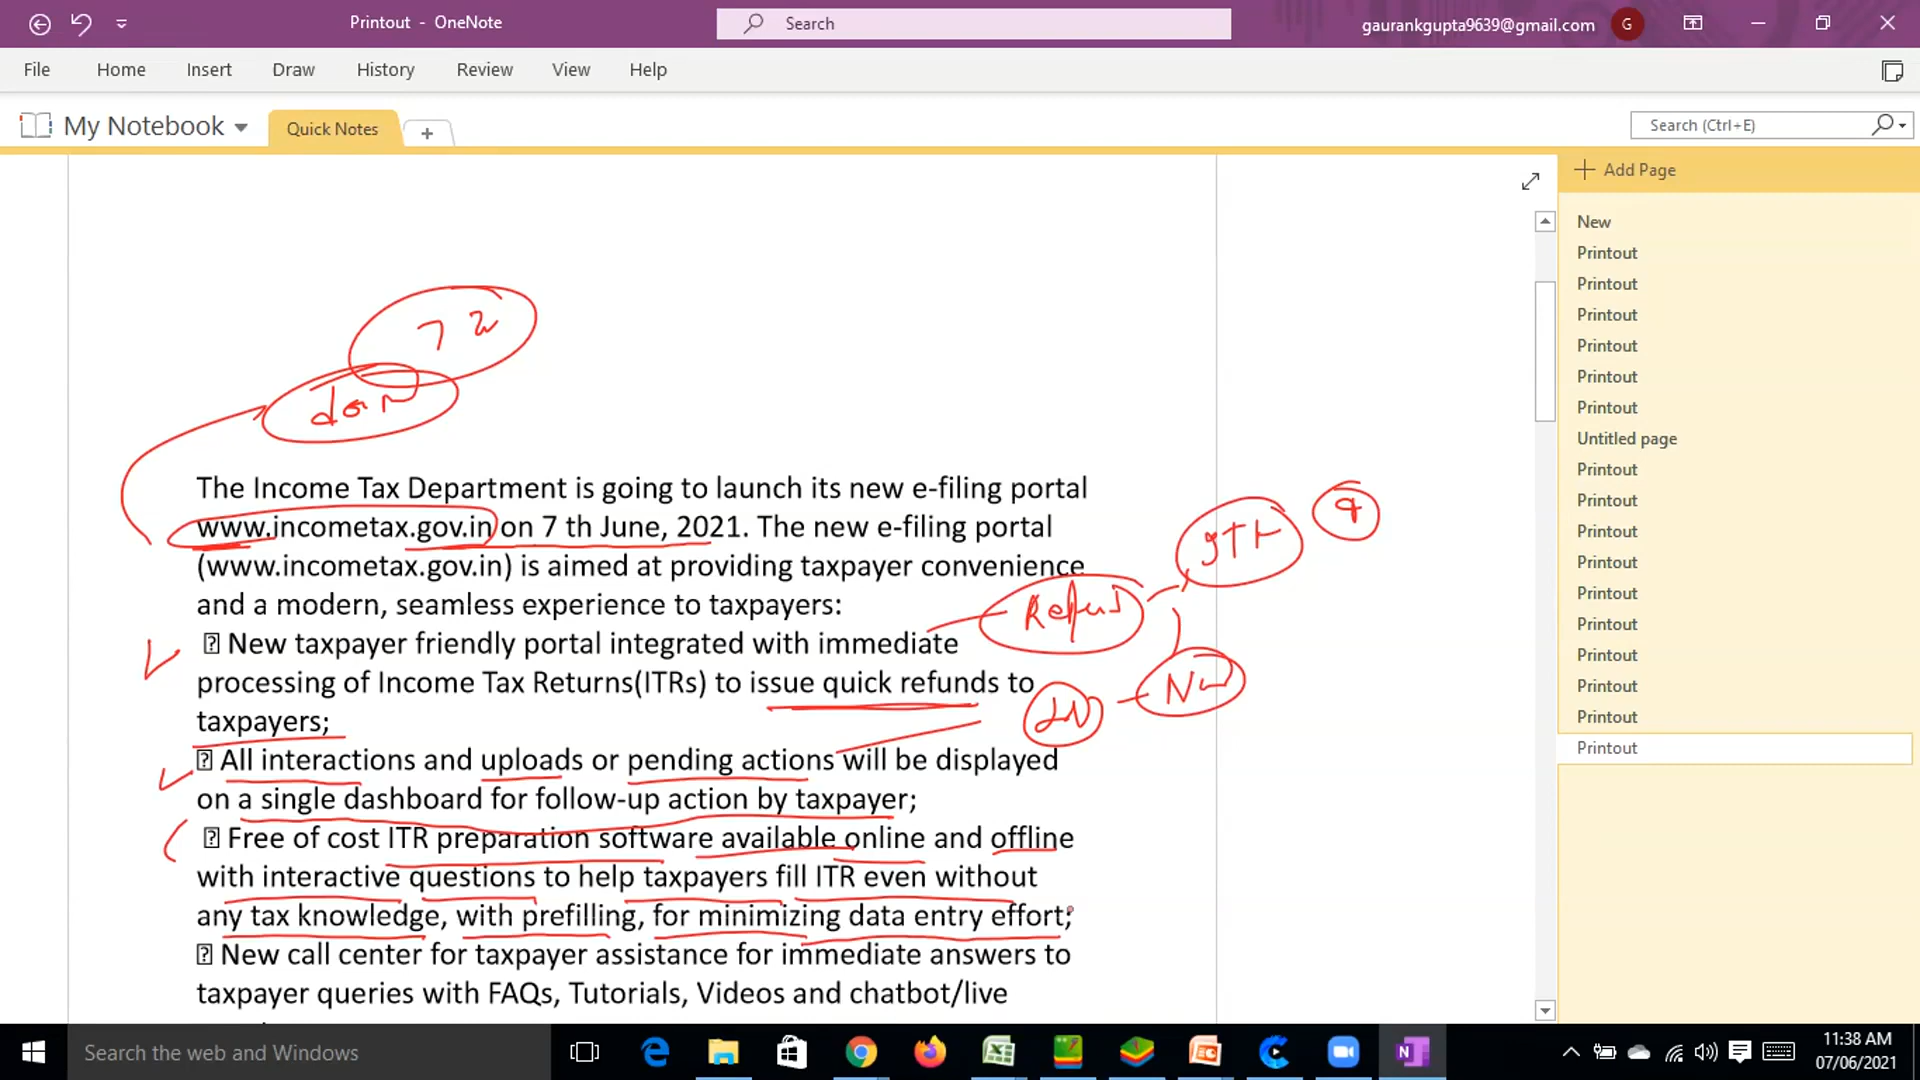 Printout - OneNote
Search
gaurankgupta9639@gmail.com
G
File Home Insert Draw History Review View Help
My Notebook
Quick Notes
+
Search (Ctrl+E)
Add Page
New
Printout
Printout
Printout
Printout
Printout
Printout
Untitled page
Printout
Printout
Printout
Printout
Printout
Printout
Printout
Printout
Printout
Printout
7
The Income Tax Department is going to launch its new e-filing portal
www.incometax.gov.in on 7 th June, 2021. The new e-filing portal
(www.incometax.gov.in) is aimed at providing taxpayer convenience
and a modern, seamless experience to taxpayers:
Refund
New taxpayer friendly portal integrated with immediate
processing of Income Tax Returns(ITRs) to issue quick refunds to
taxpayers;
All interactions and uploads or pending actions will be displayed
on a single dashboard for follow-up action by taxpayer;
Free of cost ITR preparation software available online and offline
with interactive questions to help taxpayers fill ITR even without
any tax knowledge, with prefilling, for minimizing data entry effort;
New call center for taxpayer assistance for immediate answers to
taxpayer queries with FAQs, Tutorials, Videos and chatbot/live
Search the web and Windows
11:38 AM
07/06/2021